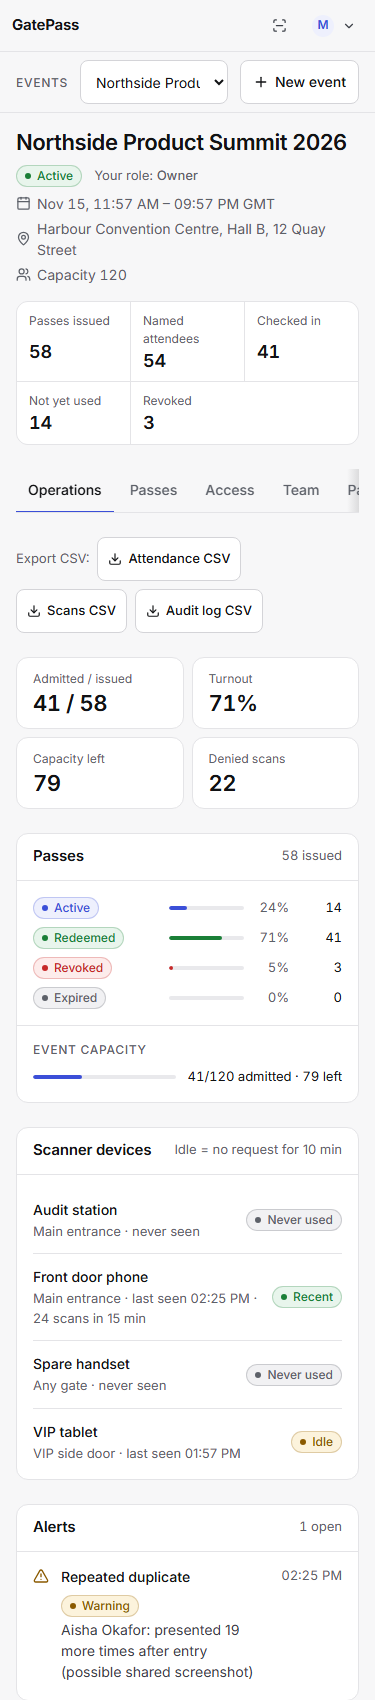 GatePass
M
EVENTS
Northside Produ
New event
Northside Product Summit 2026
Active
Your role: Owner
Nov 15, 11:57 AM – 09:57 PM GMT
Harbour Convention Centre, Hall B, 12 Quay
Street
Capacity 120
Passes issued
58
Named
attendees
54
Checked in
41
Not yet used
14
Revoked
3
Operations
Passes
Access
Team
Export CSV:
Attendance CSV
Scans CSV
Audit log CSV
Admitted / issued
41 / 58
Turnout
71%
Capacity left
79
Denied scans
22
Passes
58 issued
Active 24% 14
Redeemed 71% 41
Revoked 5% 3
Expired 0% 0
EVENT CAPACITY
41/120 admitted · 79 left
Scanner devices
Idle = no request for 10 min
Audit station
Main entrance · never seen
Never used
Front door phone
Main entrance · last seen 02:25 PM ·
24 scans in 15 min
Recent
Spare handset
Any gate · never seen
Never used
VIP tablet
VIP side door · last seen 01:57 PM
Idle
Alerts
1 open
Repeated duplicate
02:25 PM
Warning
Aisha Okafor: presented 19
more times after entry
(possible shared screenshot)